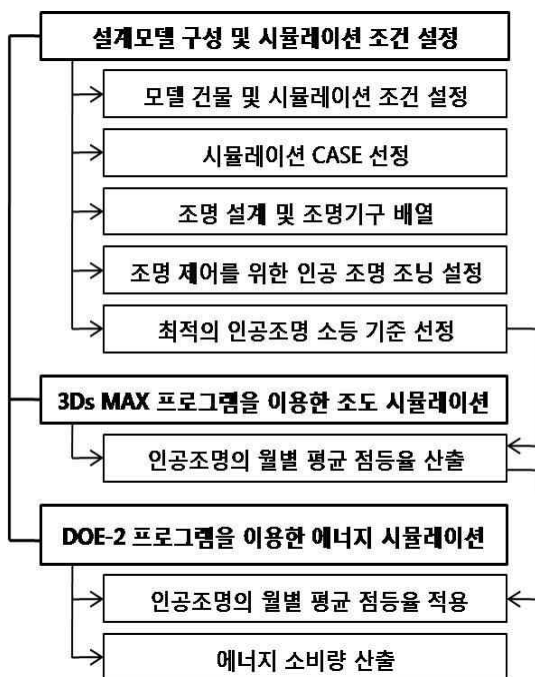 설계모델 구성 및 시뮬레이션 조건 설정
모델 건물 및 시뮬레이션 조건 설정
시뮬레이션 CASE 선정
조명 설계 및 조명기구 배열
조명 제어를 위한 인공 조명 조닝 설정
최적의 인공조명 소등 기준 선정
3Ds MAX 프로그램을 이용한 조도 시뮬레이션
인공조명의 월별 평균 점등율 산출
DOE-2 프로그램을 이용한 에너지 시뮬레이션
인공조명의 월별 평균 점등율 적용
에너지 소비량 산출